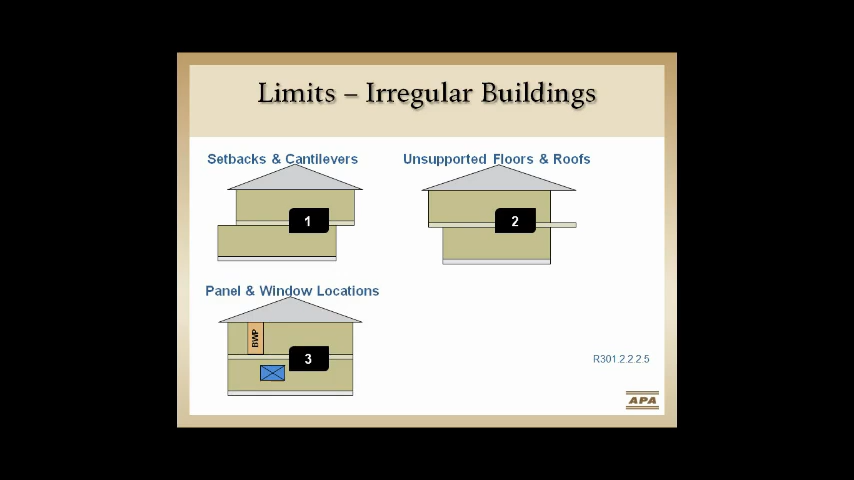 Limits – Irregular Buildings
Setbacks & Cantilevers
Unsupported Floors & Roofs
1
2
Panel & Window Locations
BWP
3
R301.2.2.2.5
APA